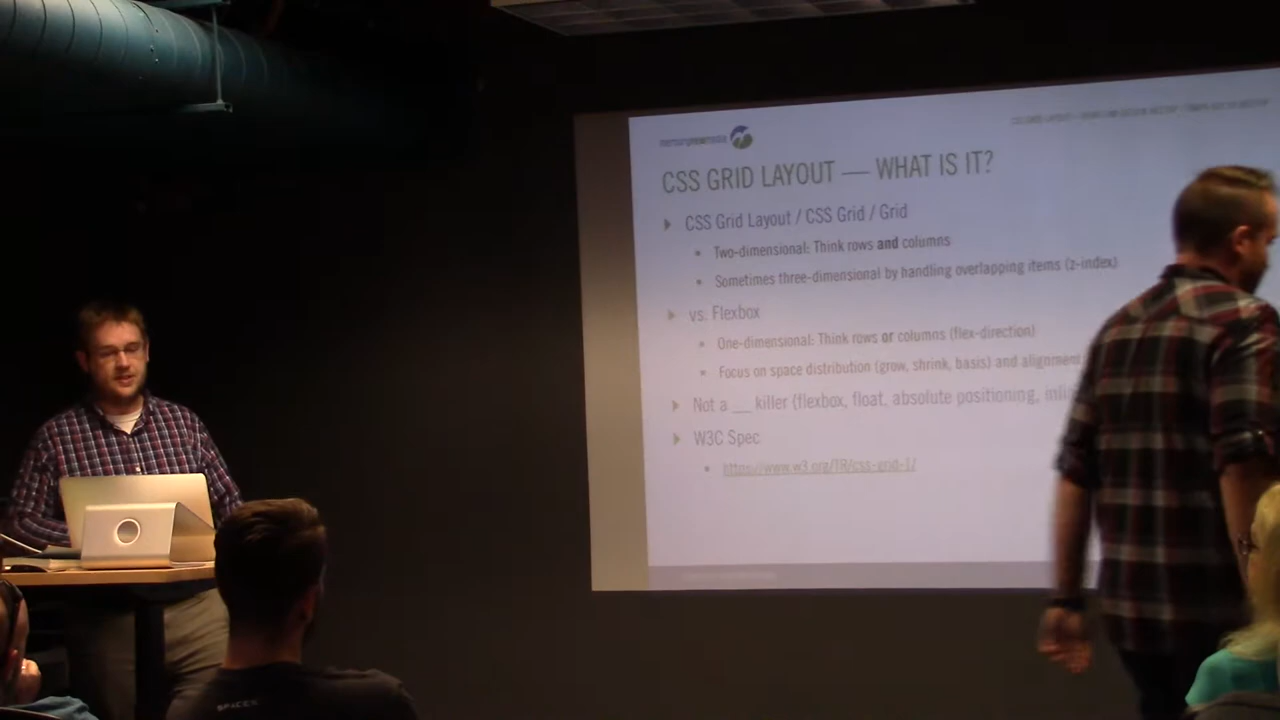 mercurynewmedia
CSS GRID LAYOUT — WHAT IS IT?
CSS Grid Layout / CSS Grid / Grid
Two-dimensional: Think rows and columns
Sometimes three-dimensional by handling overlapping items (z-index)
vs. Flexbox
One-dimensional: Think rows or columns (flex-direction)
Focus on space distribution (grow, shrink, basis) and alignment
Not a __ killer (flexbox, float, absolute positioning,
W3C Spec
https://www.w3.org/TR/css-grid-1/
SPACEX